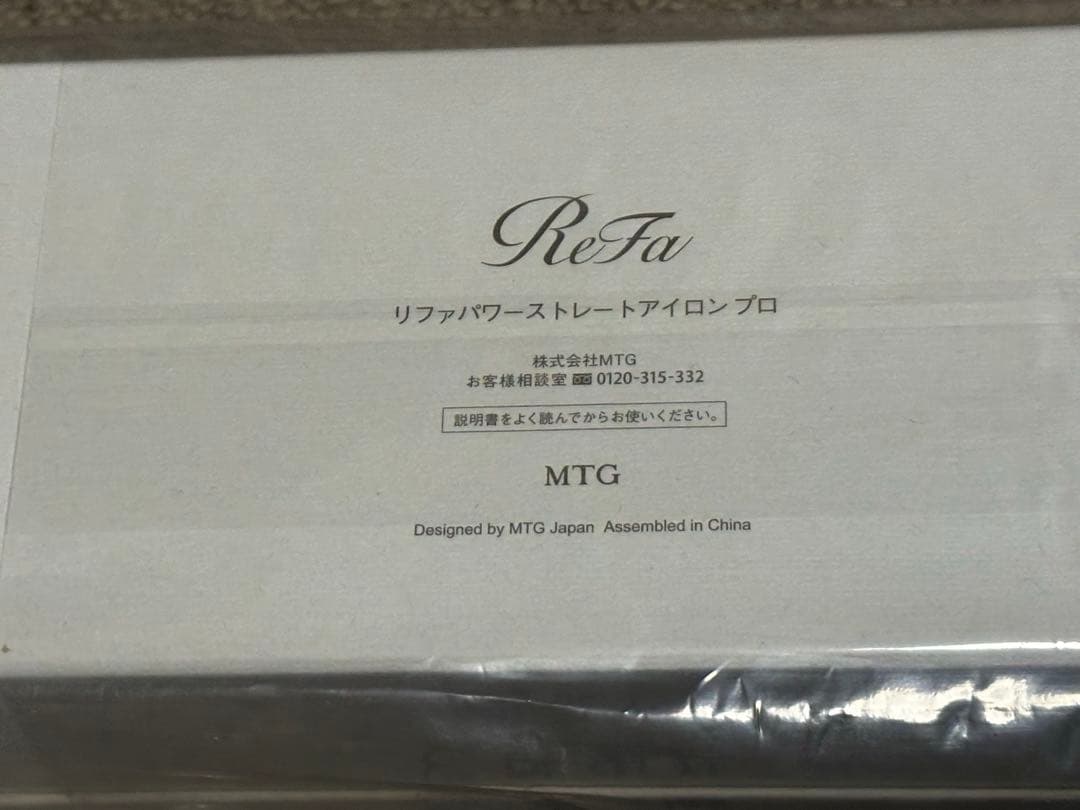 ReFa
リファパワーストレートアイロン プロ
株式会社MTG
お客様相談室 0120-315-332
説明書をよく読んでからお使いください。
MTG
Designed by MTG Japan Assembled in China